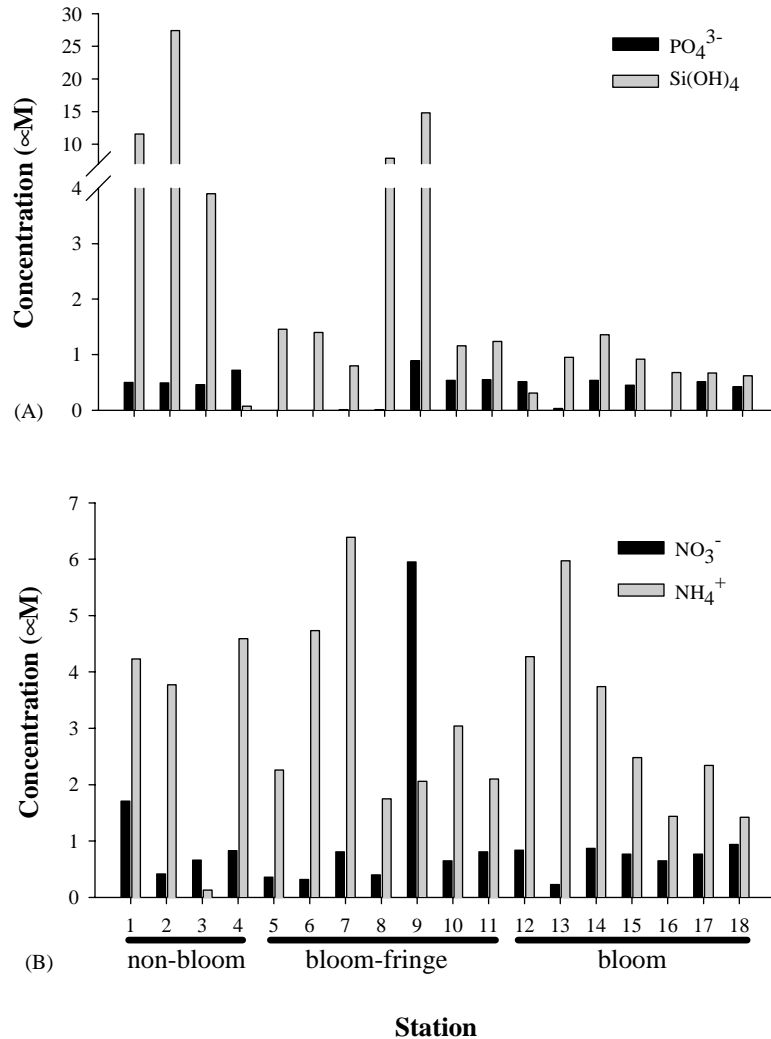 30
25
20
15
10
4
3
2
1
0
Concentration (∝M)
PO₄³⁻
Si(OH)₄
(A)
7
6
5
4
3
2
1
0
Concentration (∝M)
NO₃⁻
NH₄⁺
1 2 3 4 5 6 7 8 9 10 11 12 13 14 15 16 17 18
(B) non-bloom bloom-fringe bloom
Station